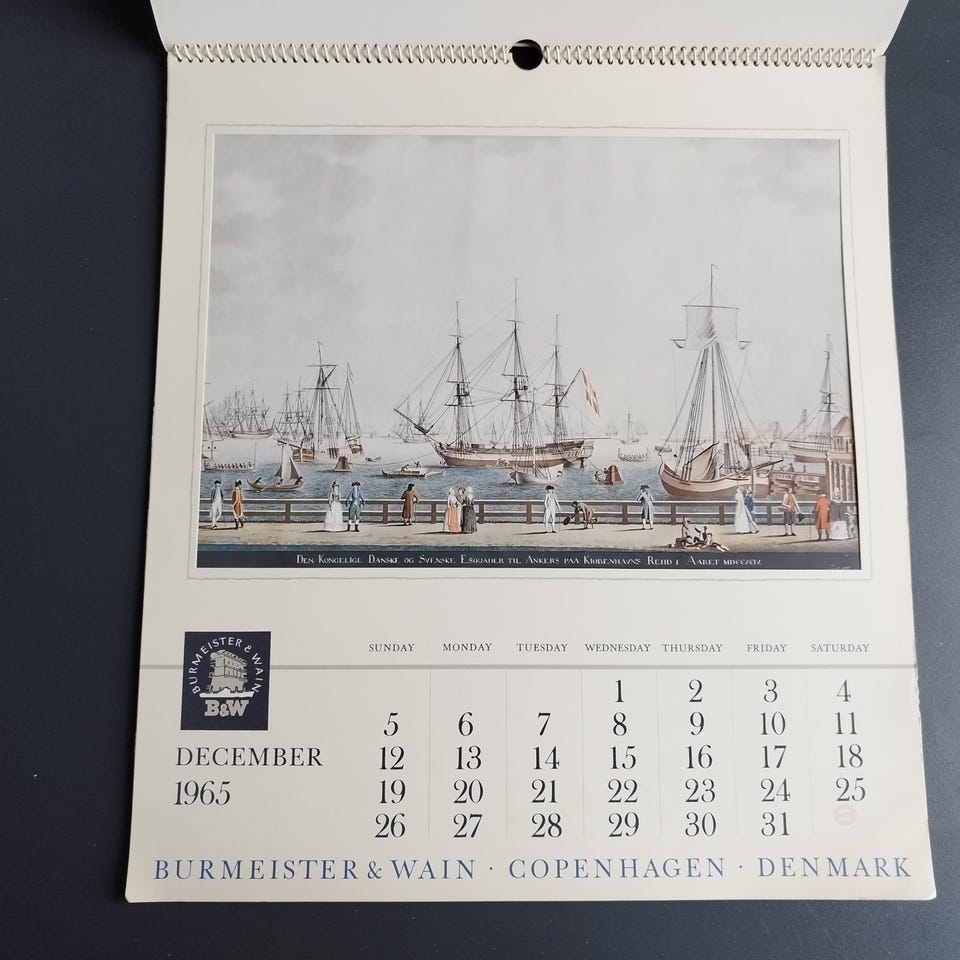 DEN KONGELIGE DANSKE OG SVENSKE ESQUADER TIL ANKERS PAA KIØBENHAVNS REHD I AARET
BURMEISTER & WAIN
B&W
SUNDAY MONDAY TUESDAY WEDNESDAY THURSDAY FRIDAY SATURDAY
1 2 3 4
5 6 7 8 9 10 11
DECEMBER 12 13 14 15 16 17 18
1965 19 20 21 22 23 24 25
26 27 28 29 30 31
BURMEISTER & WAIN · COPENHAGEN · DENMARK